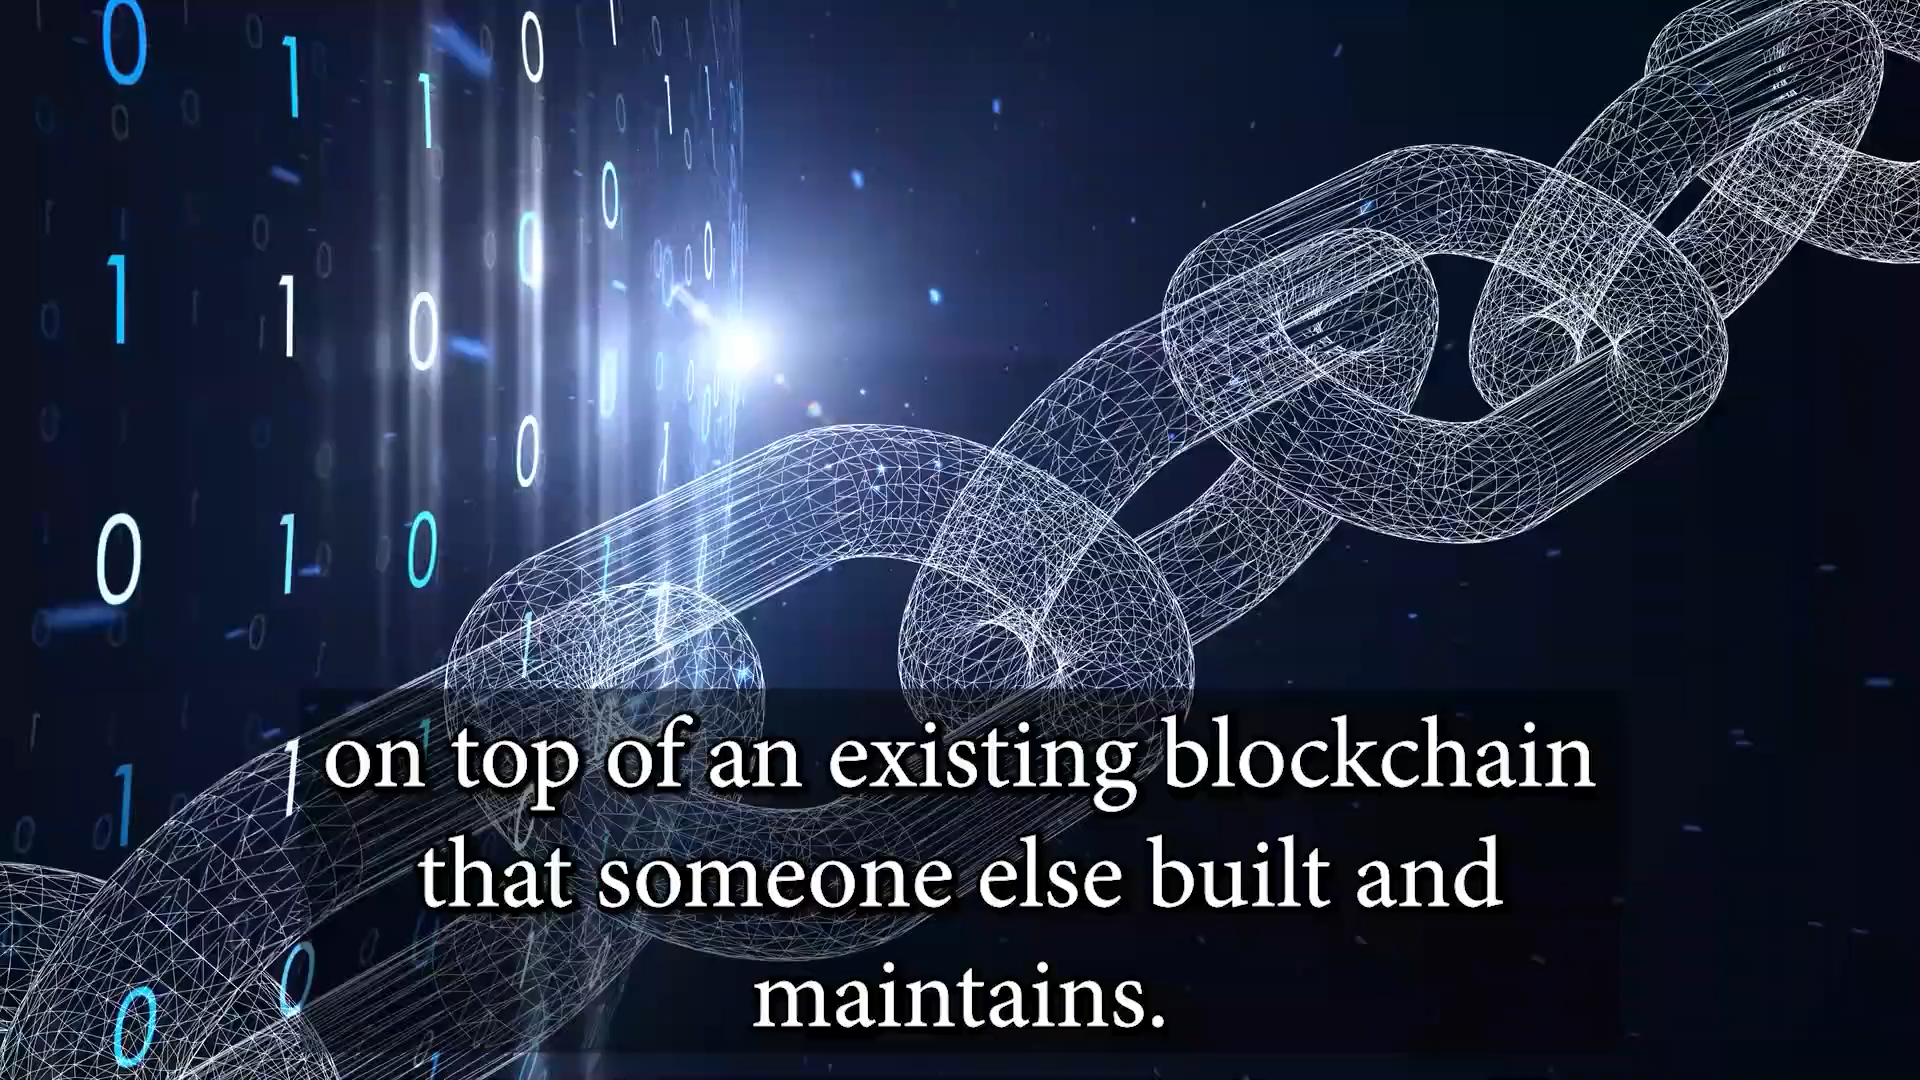 on top of an existing blockchain
that someone else built and
maintains.